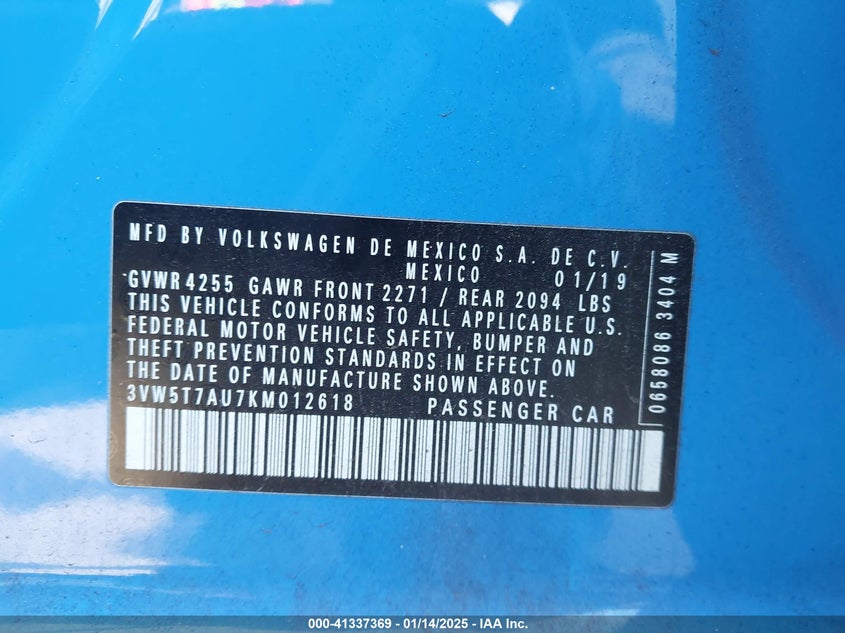 MFD BY VOLKSWAGEN DE MEXICO S.A. DE C.V.
MEXICO 01/19
GVWR 4255 GAWR FRONT 2271 / REAR 2094 LBS
THIS VEHICLE CONFORMS TO ALL APPLICABLE U.S.
FEDERAL MOTOR VEHICLE SAFETY, BUMPER AND
THEFT PREVENTION STANDARDS IN EFFECT ON
THE DATE OF MANUFACTURE SHOWN ABOVE.
3VW5T7AU7KM012618 PASSENGER CAR
0658086 3404 M
000-41337369 - 01/14/2025 - IAA Inc.